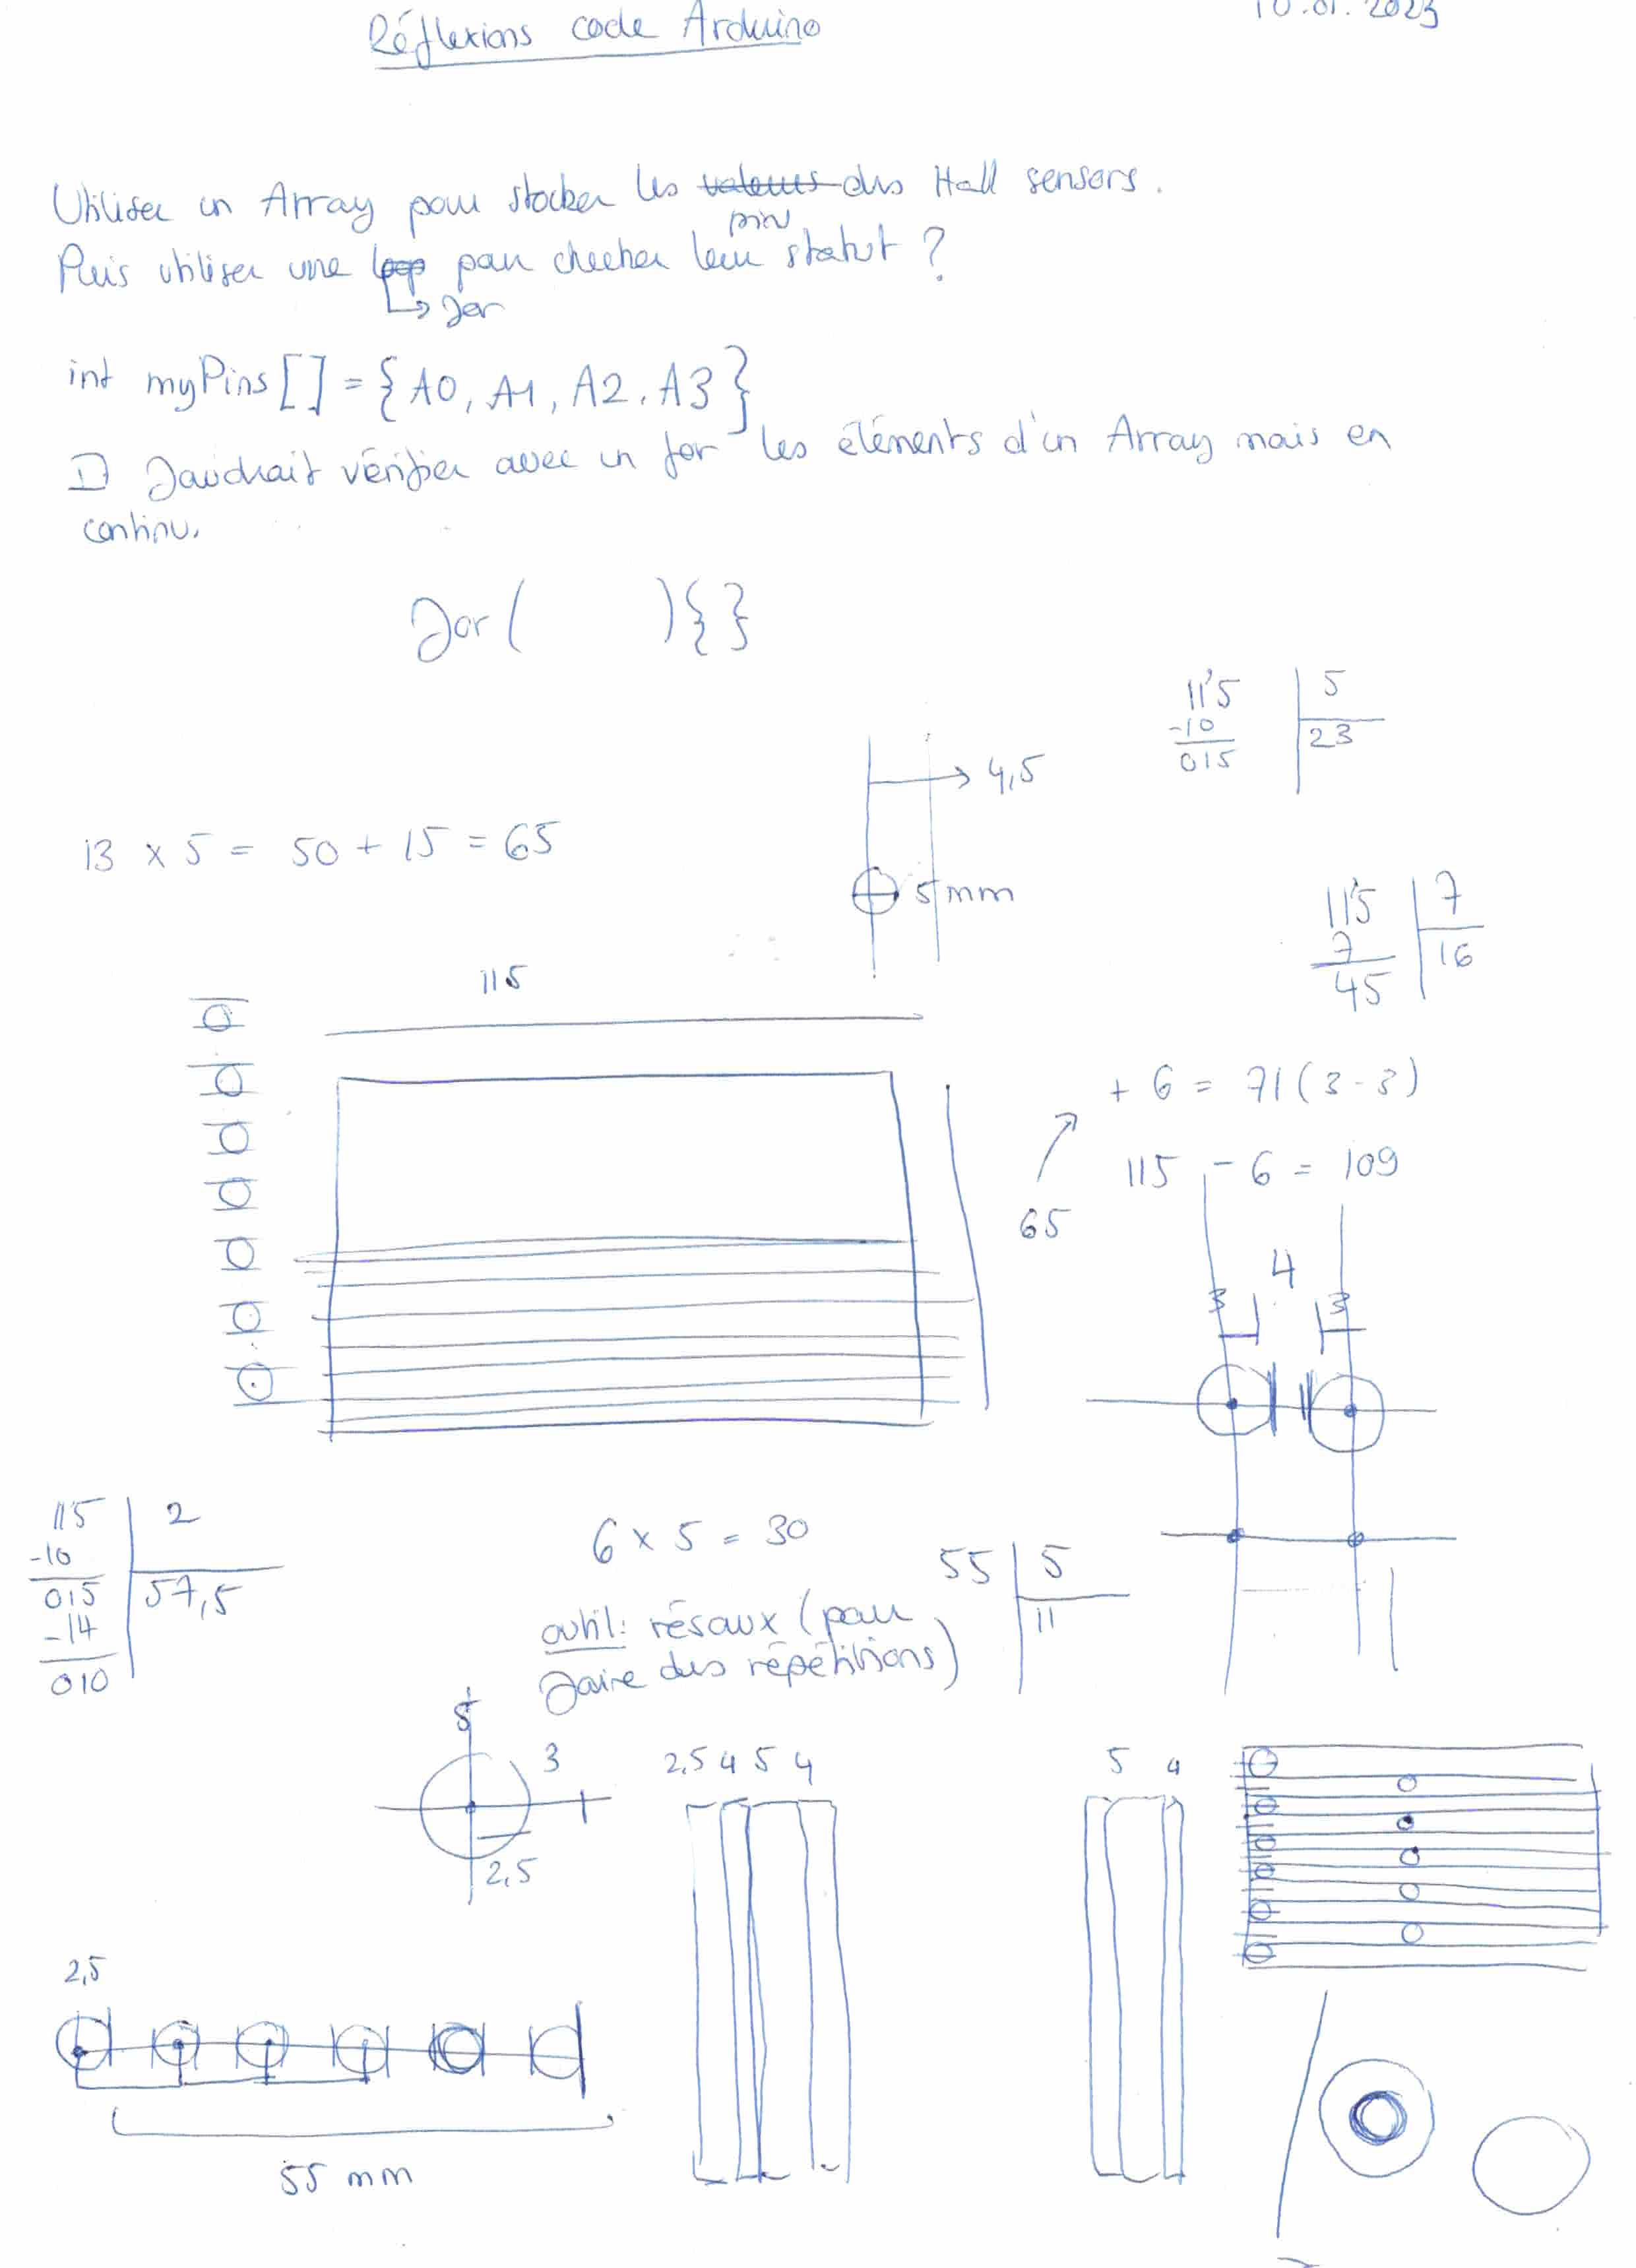 Réflexions code Arduino
10.01.2023
Utiliser un Array pour stocker les valeurs des Hall sensors.
pin
Puis utiliser une loop pour checker leur statut ?
↳ for
int myPins [] = {A0, A1, A2, A3}
Il faudrait vérifier avec un for les éléments d'un Array mais en
continu.
for ( ){}
115 5
-10 23
015
4,5
13 x 5 = 50 + 15 = 65
5 mm
115 7
7 16
45
115
+ 6 = 71 (3-3)
115 - 6 = 109
65
4
3 3
115 2
-10 57,5
015
-14
010
6 x 5 = 30
55 5
11
outil: résaux (pour
faire des répétitions)
5
3
2,5
2,5 4 5 4
5 4
2,5
55 mm